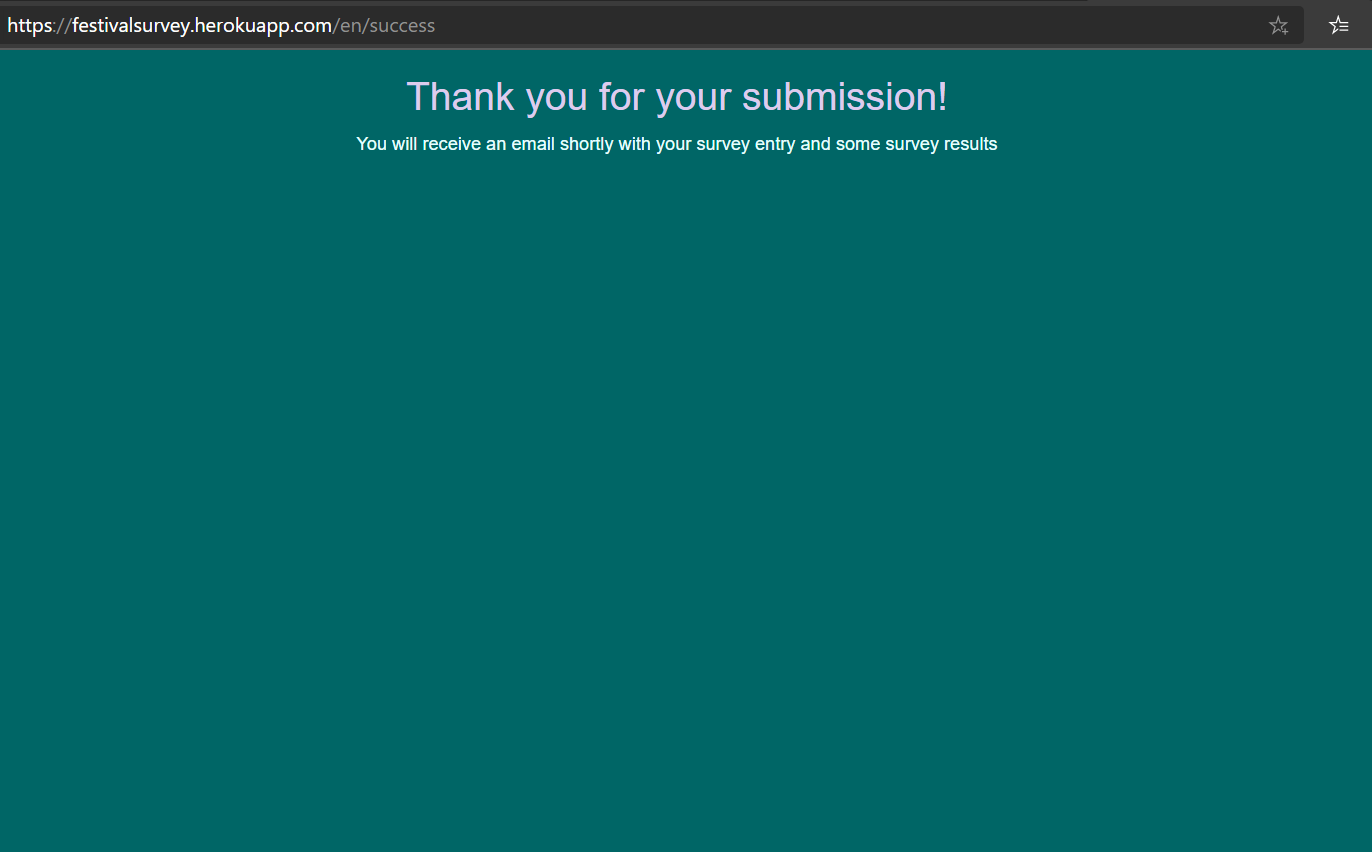 https://festivalsurvey.herokuapp.com/en/success
Thank you for your submission!
You will receive an email shortly with your survey entry and some survey results